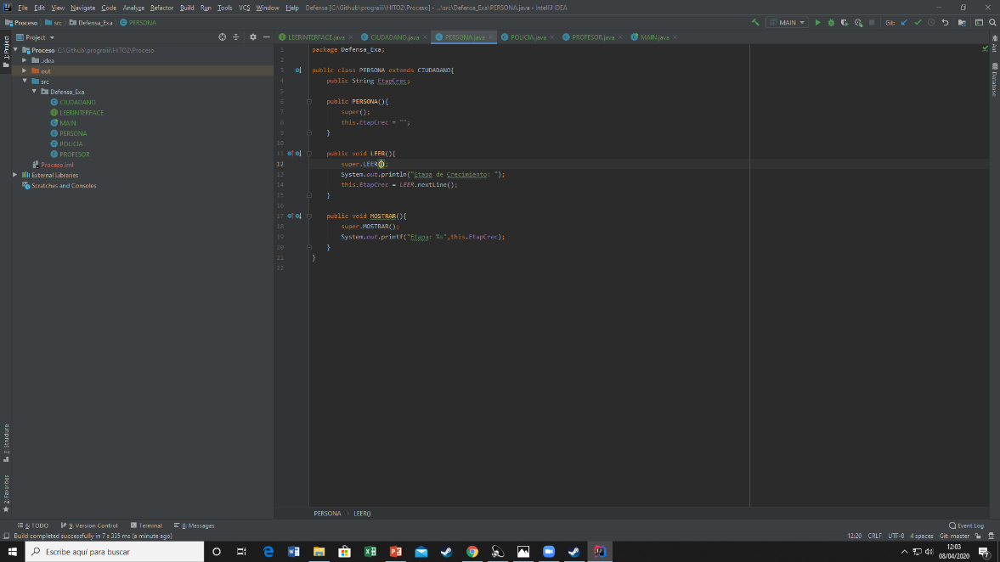 File Edit View Navigate Code Analyze Refactor Build Run Tools VCS Window Help Defensa [C:\Github\prograiii\HITO2\Proceso] - ...\src\Defensa_Exa\PERSONA.java - IntelliJ IDEA
Proceso src Defensa_Exa PERSONA MAIN Git:
Project LEERINTERFACE.java CIUDADANO.java PERSONA.java POLICIA.java PROFESOR.java MAIN.java
1: Project
Ant
Database
Proceso C:\Github\prograiii\HITO2\Proceso
.idea
out
src
Defensa_Exa
CIUDADANO
LEERINTERFACE
MAIN
PERSONA
POLICIA
PROFESOR
Proceso.iml
External Libraries
Scratches and Consoles
7: Structure
2: Favorites
1 package Defensa_Exa;
2
3 public class PERSONA extends CIUDADANO{
4 public String EtapCrec;
5
6 public PERSONA(){
7 super();
8 this.EtapCrec = "";
9 }
10
11 public void LEER(){
12 super.LEER();
13 System.out.println("Etapa de Crecimiento: ");
14 this.EtapCrec = LEER.nextLine();
15 }
16
17 public void MOSTRAR(){
18 super.MOSTRAR();
19 System.out.printf("Etapa: %s",this.EtapCrec);
20 }
21 }
22
PERSONA LEER()
6: TODO 9: Version Control Terminal 0: Messages Event Log
Build completed successfully in 7 s 335 ms (a minute ago) 12:20 CRLF UTF-8 4 spaces Git: master
Escribe aquí para buscar
12:03
08/04/2020
7